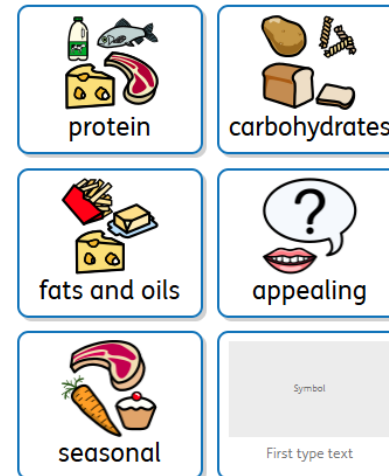 protein
carbohydrates
fats and oils
?
appealing
seasonal
Symbol
First type text